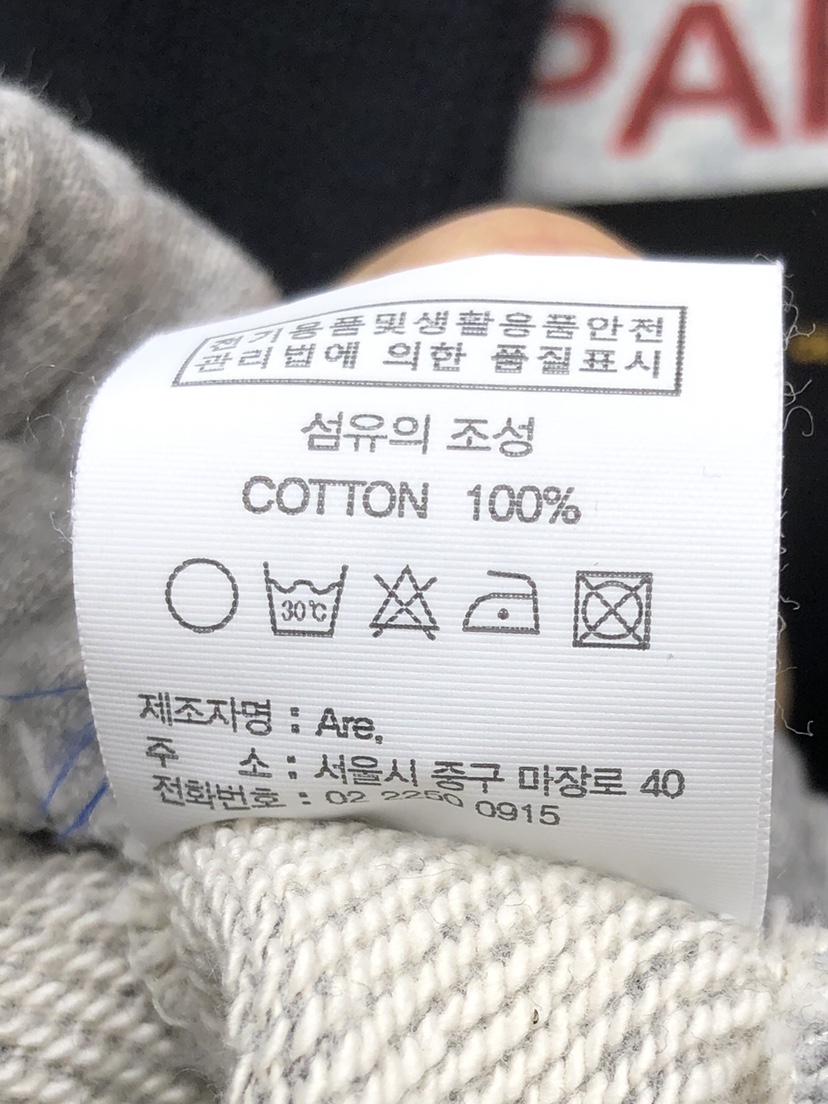 PA
전기용품및생활용품안전
관리법에 의한 품질표시
섬유의 조성
COTTON 100%
30℃
제조자명 : Are,
주 소 : 서울시 중구 마장로 40
전화번호 : 02 2250 0915